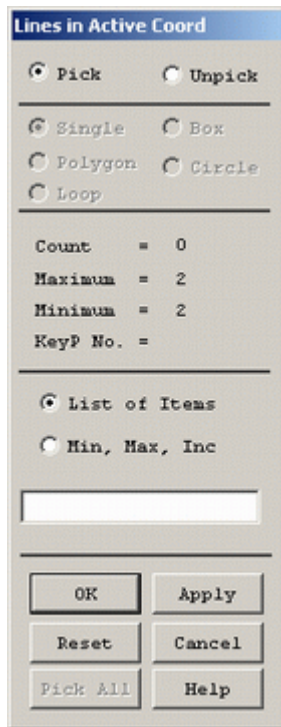 Lines in Active Coord
Pick Unpick
Single Box
Polygon Circle
Loop
Count = 0
Maximum = 2
Minimum = 2
KeyP No. =
List of Items
Min, Max, Inc
OK Apply
Reset Cancel
Pick All Help